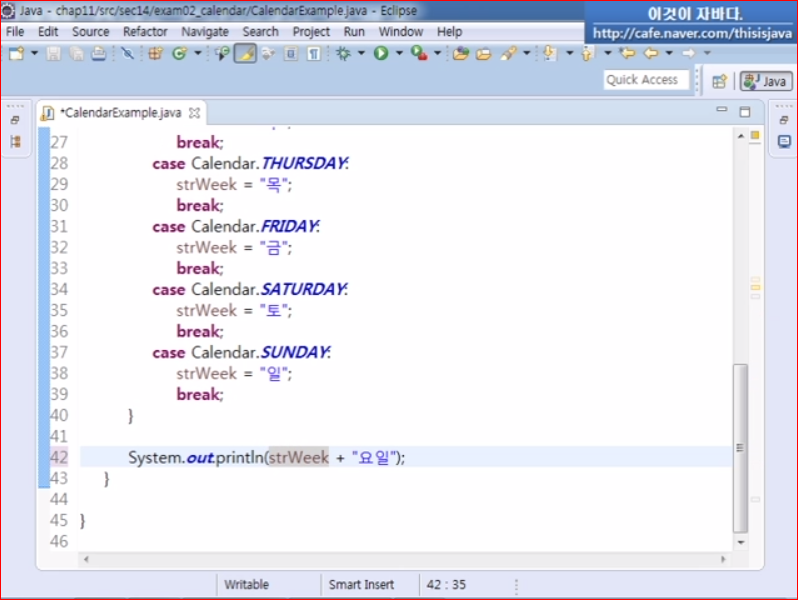 Java - chap11/src/sec14/exam02_calendar/CalendarExample.java - Eclipse
이것이 자바다.
http://cafe.naver.com/thisisjava
File Edit Source Refactor Navigate Search Project Run Window Help
Quick Access
Java
*CalendarExample.java
27 break;
28 case Calendar.THURSDAY:
29 strWeek = "목";
30 break;
31 case Calendar.FRIDAY:
32 strWeek = "금";
33 break;
34 case Calendar.SATURDAY:
35 strWeek = "토";
36 break;
37 case Calendar.SUNDAY:
38 strWeek = "일";
39 break;
40 }
41
42 System.out.println(strWeek + "요일");
43 }
44
45 }
46
Writable Smart Insert 42 : 35